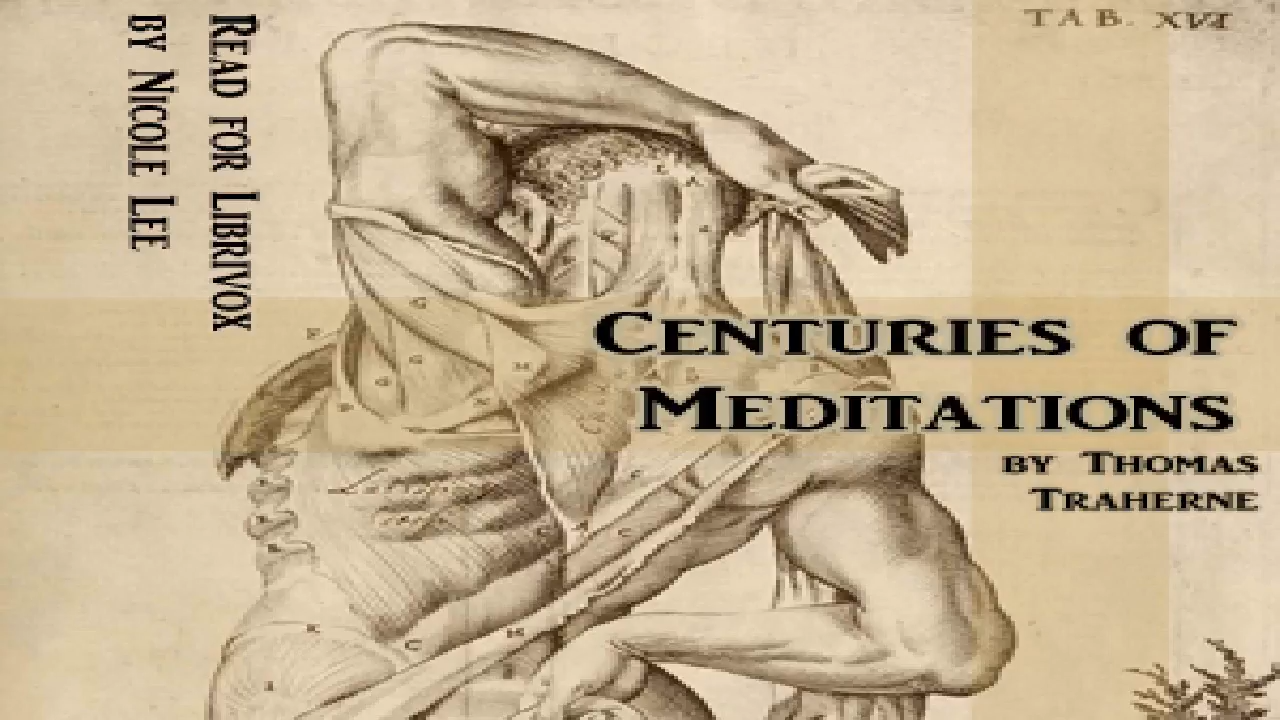 TAB. XVI
READ FOR LIBRIVOX
BY NICOLE LEE
CENTURIES OF
MEDITATIONS
BY THOMAS
TRAHERNE